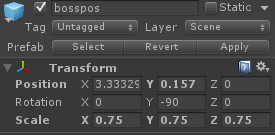 bosspos Static
Tag Untagged Layer Scene
Prefab Select Revert Apply
Transform
Position X 3.33329 Y 0.157 Z 0
Rotation X 0 Y -90 Z 0
Scale X 0.75 Y 0.75 Z 0.75